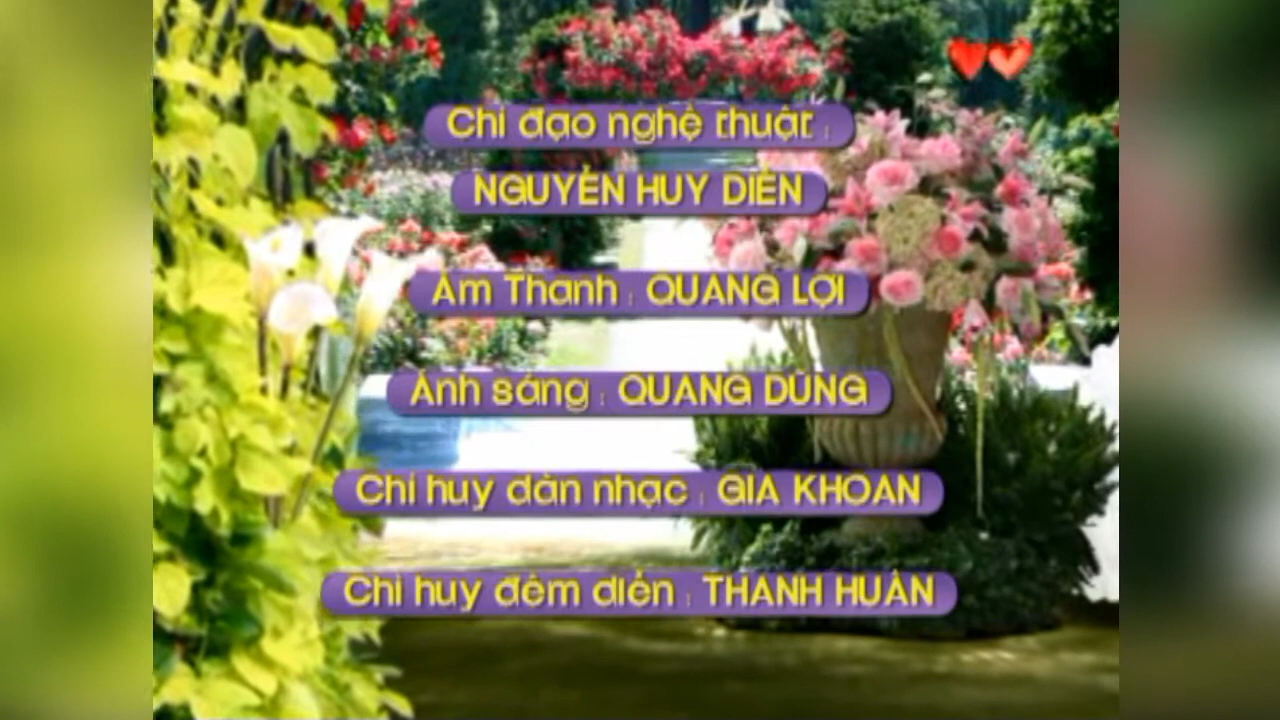 Chỉ đạo nghệ thuật :
NGUYỄN HUY DIỄN
Âm Thanh : QUANG LỢI
Ánh sáng : QUANG DŨNG
Chỉ huy dàn nhạc : GIA KHOAN
Chỉ huy đêm diễn : THANH HUÂN